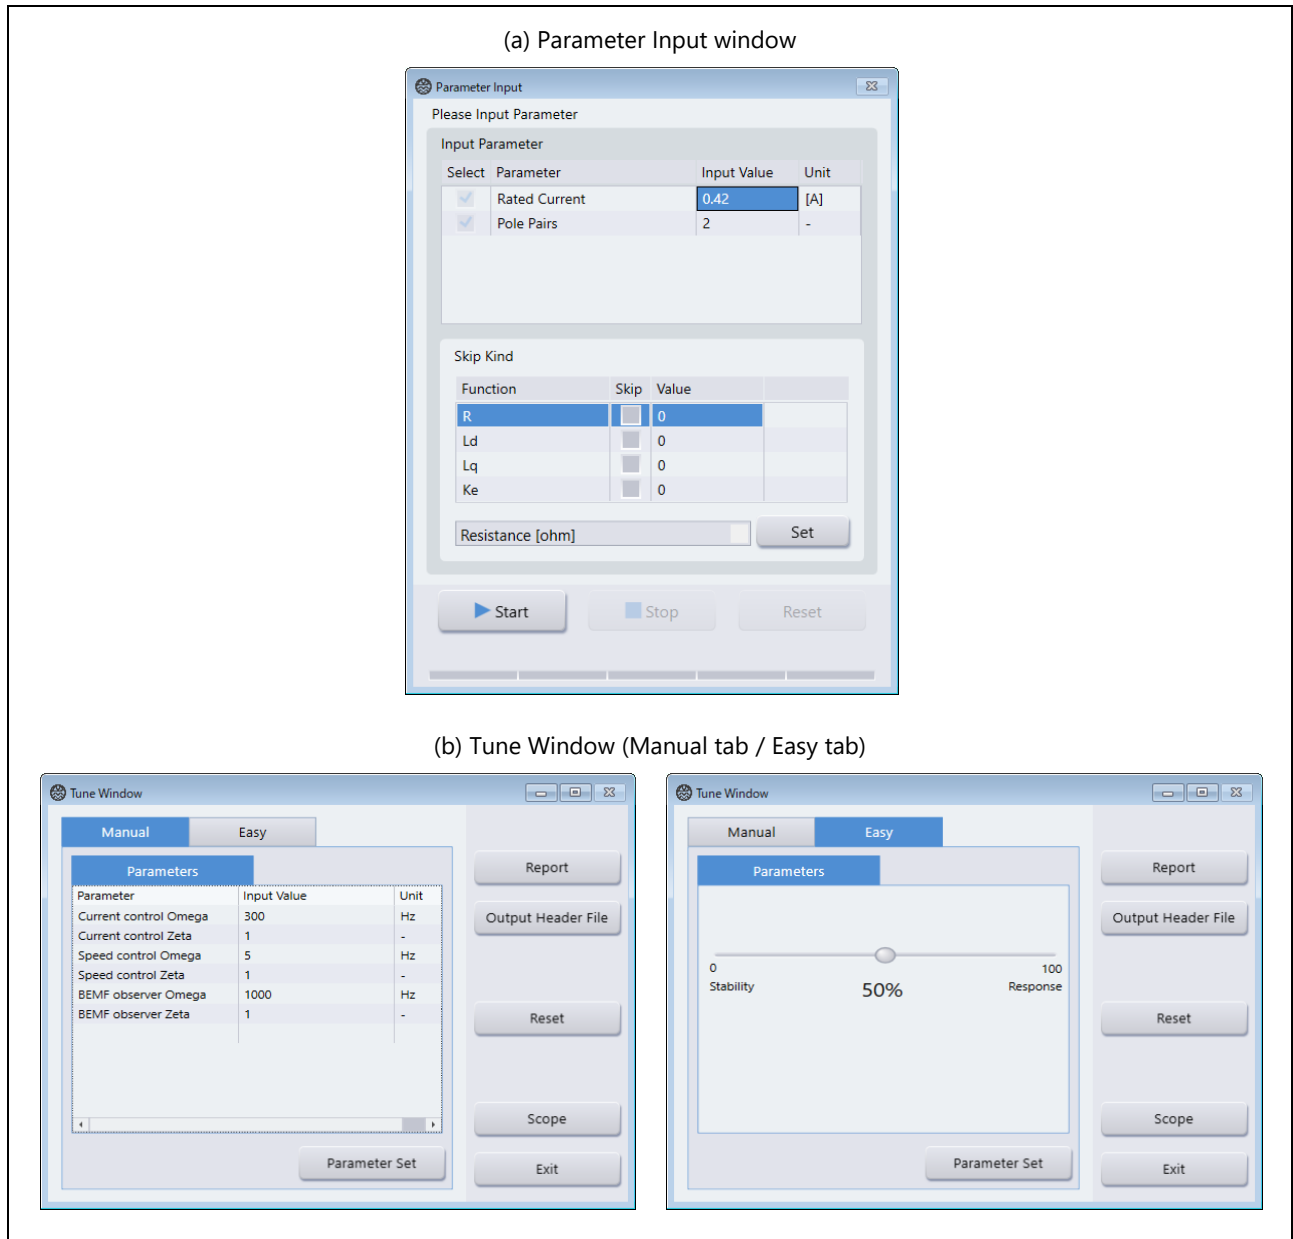 (a) Parameter Input window
Parameter Input
Please Input Parameter
Input Parameter
Select Parameter Input Value Unit
Rated Current 0.42 [A]
Pole Pairs 2 -
Skip Kind
Function Skip Value
R 0
Ld 0
Lq 0
Ke 0
Resistance [ohm] Set
Start Stop Reset
(b) Tune Window (Manual tab / Easy tab)
Tune Window
Manual Easy
Parameters
Parameter Input Value Unit
Current control Omega 300 Hz
Current control Zeta 1 -
Speed control Omega 5 Hz
Speed control Zeta 1 -
BEMF observer Omega 1000 Hz
BEMF observer Zeta 1 -
Parameter Set
Report
Output Header File
Reset
Scope
Exit
Tune Window
Manual Easy
Parameters
0 100
Stability 50% Response
Parameter Set
Report
Output Header File
Reset
Scope
Exit